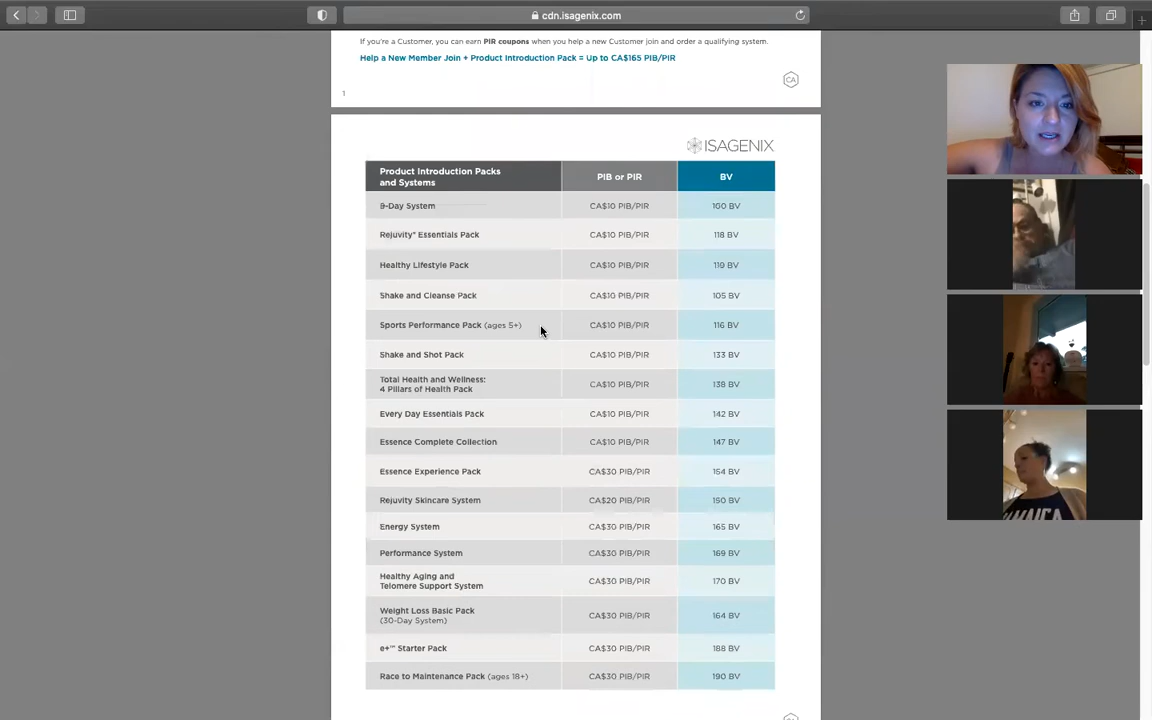 cdn.isagenix.com
If you're a Customer, you can earn PIR coupons when you help a new Customer join and order a qualifying system.
Help a New Member Join + Product Introduction Pack = Up to CA$165 PIB/PIR
CA
1
ISAGENIX
Product Introduction Packs and Systems PIB or PIR BV
9-Day System CA$10 PIB/PIR 100 BV
Rejuvity® Essentials Pack CA$10 PIB/PIR 118 BV
Healthy Lifestyle Pack CA$10 PIB/PIR 119 BV
Shake and Cleanse Pack CA$10 PIB/PIR 105 BV
Sports Performance Pack (ages 5+) CA$10 PIB/PIR 116 BV
Shake and Shot Pack CA$10 PIB/PIR 133 BV
Total Health and Wellness:
4 Pillars of Health Pack CA$10 PIB/PIR 138 BV
Every Day Essentials Pack CA$10 PIB/PIR 142 BV
Essence Complete Collection CA$10 PIB/PIR 147 BV
Essence Experience Pack CA$30 PIB/PIR 154 BV
Rejuvity Skincare System CA$20 PIB/PIR 150 BV
Energy System CA$30 PIB/PIR 165 BV
Performance System CA$30 PIB/PIR 169 BV
Healthy Aging and
Telomere Support System CA$30 PIB/PIR 170 BV
Weight Loss Basic Pack
(30-Day System) CA$30 PIB/PIR 164 BV
e+™ Starter Pack CA$30 PIB/PIR 188 BV
Race to Maintenance Pack (ages 18+) CA$30 PIB/PIR 190 BV